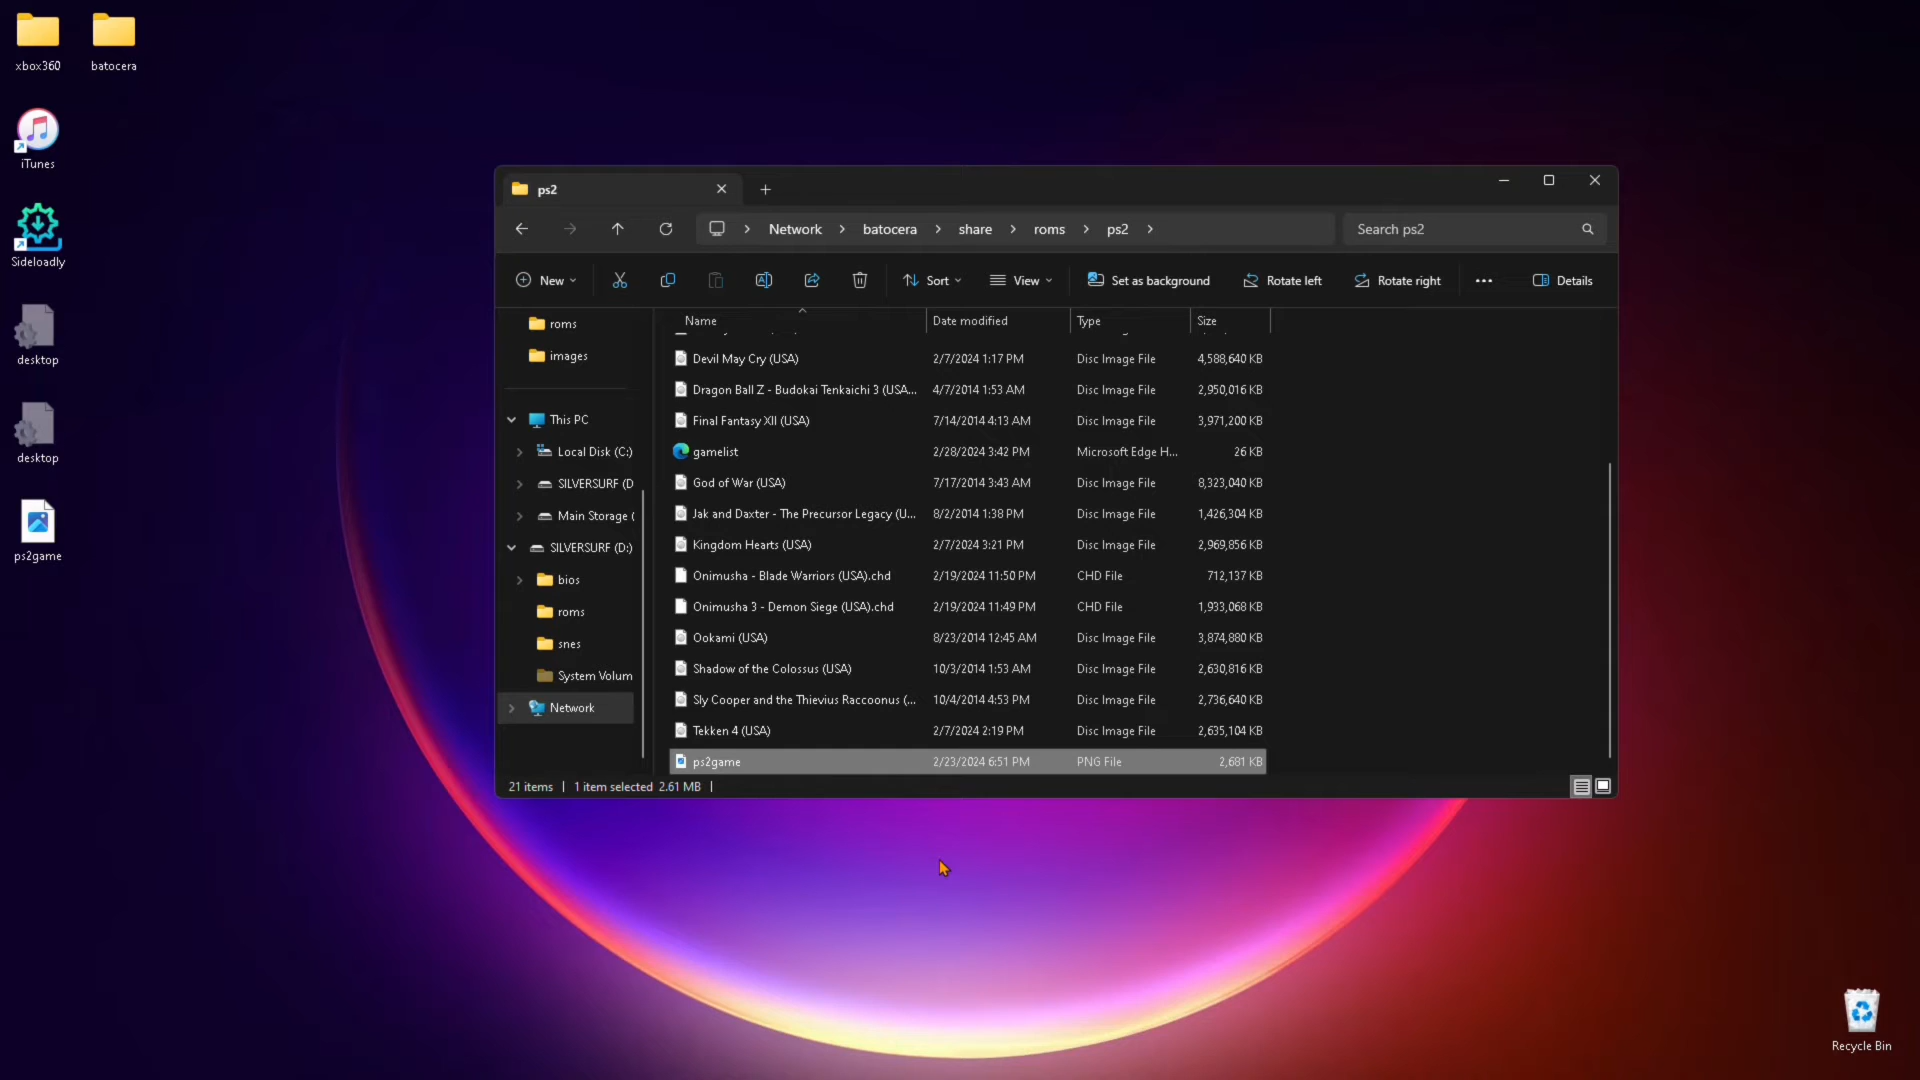 xbox360
batocera
iTunes
Sideloadly
desktop
desktop
ps2game
ps2
Network > batocera > share > roms > ps2 >
Search ps2
New
Sort
View
Set as background
Rotate left
Rotate right
Details
roms
images
This PC
Local Disk (C:)
SILVERSURF (D
Main Storage (
SILVERSURF (D:)
bios
roms
snes
System Volum
Network
Name Date modified Type Size
Devil May Cry (USA) 2/7/2024 1:17 PM Disc Image File 4,588,640 KB
Dragon Ball Z - Budokai Tenkaichi 3 (USA... 4/7/2014 1:53 AM Disc Image File 2,950,016 KB
Final Fantasy XII (USA) 7/14/2014 4:13 AM Disc Image File 3,971,200 KB
gamelist 2/28/2024 3:42 PM Microsoft Edge H... 26 KB
God of War (USA) 7/17/2014 3:43 AM Disc Image File 8,323,040 KB
Jak and Daxter - The Precursor Legacy (U... 8/2/2014 1:38 PM Disc Image File 1,426,304 KB
Kingdom Hearts (USA) 2/7/2024 3:21 PM Disc Image File 2,969,856 KB
Onimusha - Blade Warriors (USA).chd 2/19/2024 11:50 PM CHD File 712,137 KB
Onimusha 3 - Demon Siege (USA).chd 2/19/2024 11:49 PM CHD File 1,933,068 KB
Ookami (USA) 8/23/2014 12:45 AM Disc Image File 3,874,880 KB
Shadow of the Colossus (USA) 10/3/2014 1:53 AM Disc Image File 2,630,816 KB
Sly Cooper and the Thievius Raccoonus (... 10/4/2014 4:53 PM Disc Image File 2,736,640 KB
Tekken 4 (USA) 2/7/2024 2:19 PM Disc Image File 2,635,104 KB
ps2game 2/23/2024 6:51 PM PNG File 2,681 KB
21 items | 1 item selected 2.61 MB |
Recycle Bin